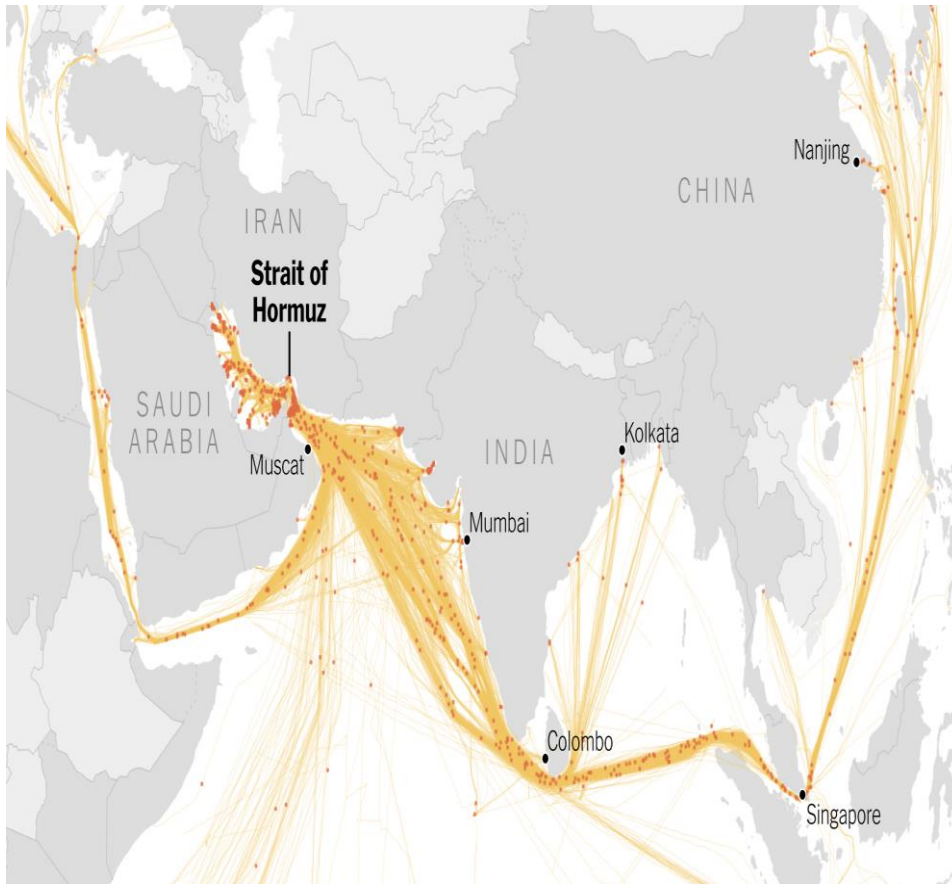 Nanjing
CHINA
IRAN
Strait of
Hormuz
SAUDI
ARABIA
Muscat
INDIA
Kolkata
Mumbai
Colombo
Singapore